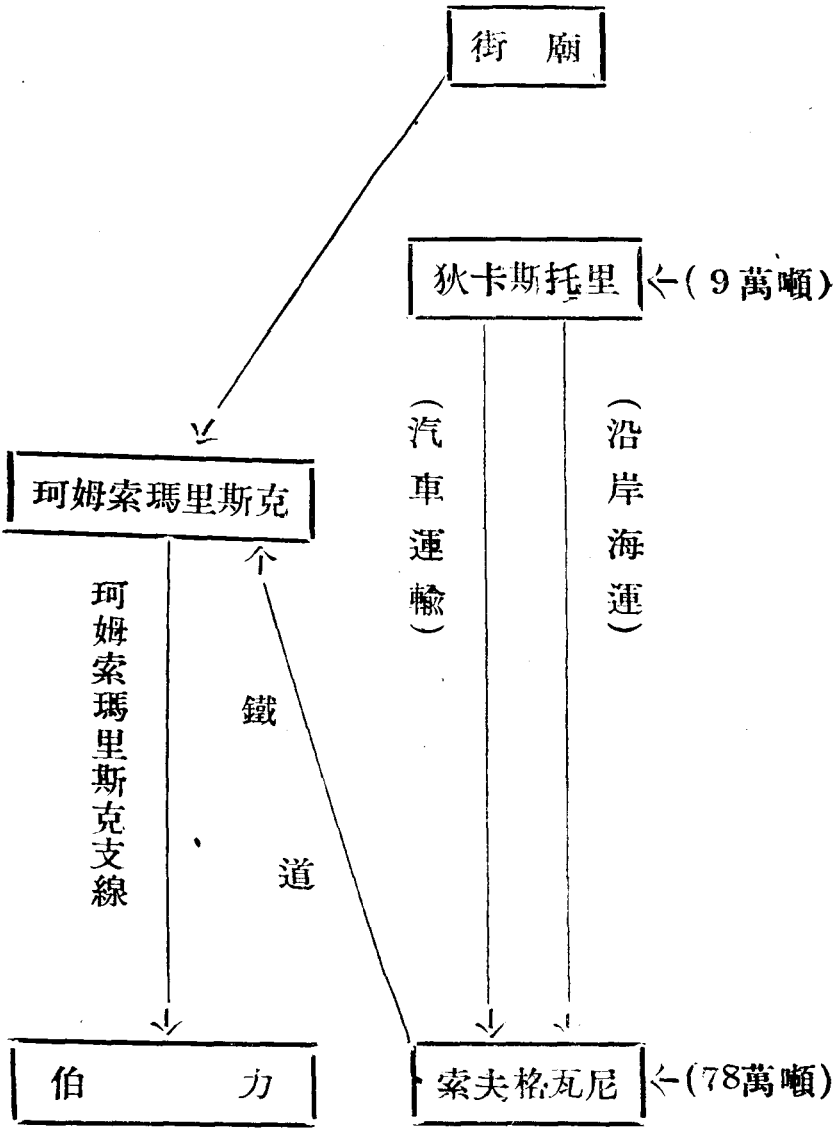 街 廟
狄卡斯托里
←(9萬噸)
(汽車運輸)
(沿岸海運)
珂姆索瑪里斯克
珂姆索瑪里斯克支線
鐵道
伯 力
索夫格瓦尼
←(78萬噸)